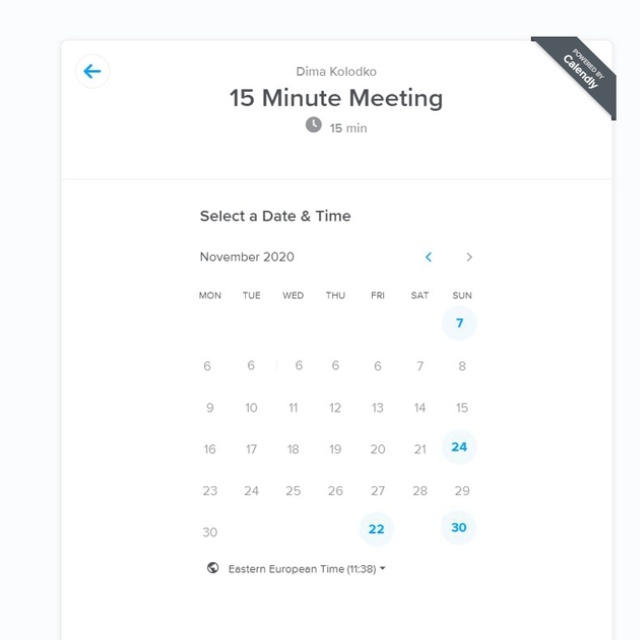 POWERED BY
Calendly
Dima Kolodko
15 Minute Meeting
15 min
Select a Date & Time
November 2020
MON TUE WED THU FRI SAT SUN
7
6 6 6 6 6 7 8
9 10 11 12 13 14 15
16 17 18 19 20 21 24
23 24 25 26 27 28 29
30 22 30
Eastern European Time (11:38)